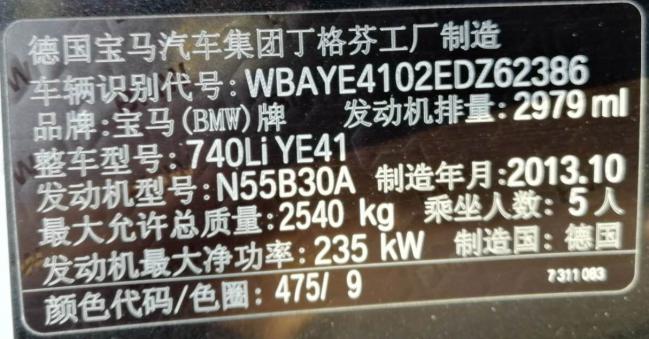 德国宝马汽车集团丁格芬工厂制造
车辆识别代号: WBAYE4102EDZ62386
品牌:宝马(BMW)牌 发动机排量:2979 ml
整车型号: 740Li YE41
发动机型号: N55B30A 制造年月:2013.10
最大允许总质量: 2540 kg 乘坐人数: 5 人
发动机最大净功率: 235 kW 制造国: 德国
颜色代码/色圈: 475/ 9 7 311 083